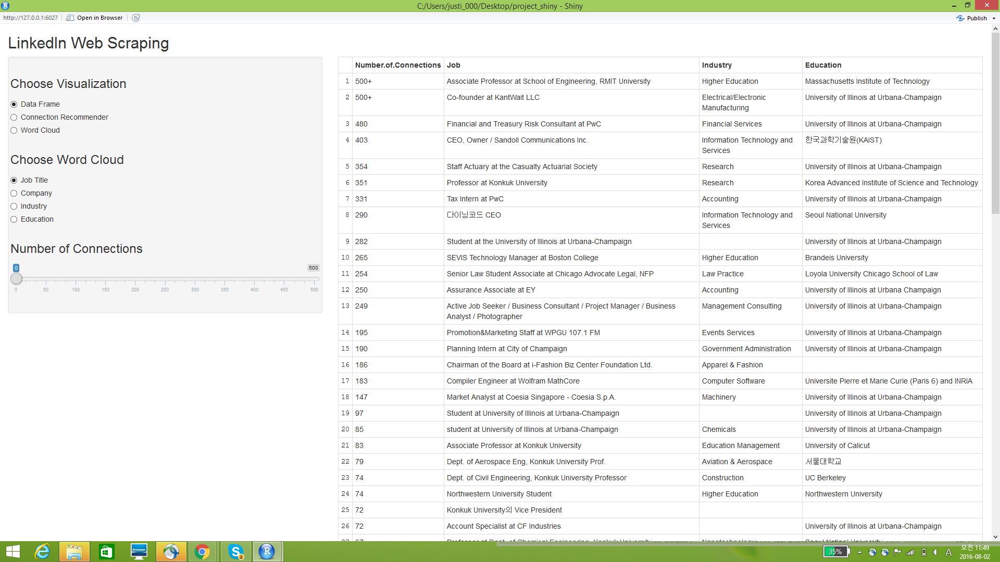 C:/Users/justi_000/Desktop/project_shiny - Shiny
http://127.0.0.1:6027 Open in Browser Publish
LinkedIn Web Scraping
Choose Visualization
Data Frame
Connection Recommender
Word Cloud
Choose Word Cloud
Job Title
Company
Industry
Education
Number of Connections
0 500
0 50 100 150 200 250 300 350 400 450 500
Number.of.Connections Job Industry Education
1 500+ Associate Professor at School of Engineering, RMIT University Higher Education Massachusetts Institute of Technology
2 500+ Co-founder at KantWait LLC Electrical/Electronic University of Illinois at Urbana-Champaign
Manufacturing
3 480 Financial and Treasury Risk Consultant at PwC Financial Services University of Illinois at Urbana-Champaign
4 403 CEO, Owner / Sandoll Communications Inc. Information Technology and 한국과학기술원(KAIST)
Services
5 354 Staff Actuary at the Casualty Actuarial Society Research University of Illinois at Urbana-Champaign
6 351 Professor at Konkuk University Research Korea Advanced Institute of Science and Technology
7 331 Tax Intern at PwC Accounting University of Illinois at Urbana-Champaign
8 290 다이닝코드 CEO Information Technology and Seoul National University
Services
9 282 Student at the University of Illinois at Urbana-Champaign University of Illinois at Urbana-Champaign
10 265 SEVIS Technology Manager at Boston College Higher Education Brandeis University
11 254 Senior Law Student Associate at Chicago Advocate Legal, NFP Law Practice Loyola University Chicago School of Law
12 250 Assurance Associate at EY Accounting University of Illinois at Urbana Champaign
13 249 Active Job Seeker / Business Consultant / Project Manager / Business Management Consulting University of Illinois at Urbana-Champaign
Analyst / Photographer
14 195 Promotion&Marketing Staff at WPGU 107.1 FM Events Services University of Illinois at Urbana-Champaign
15 190 Planning Intern at City of Champaign Government Administration University of Illinois at Urbana-Champaign
16 186 Chairman of the Board at i-Fashion Biz Center Foundation Ltd. Apparel & Fashion
17 183 Compiler Engineer at Wolfram MathCore Computer Software Universite Pierre et Marie Curie (Paris 6) and INRIA
18 147 Market Analyst at Coesia Singapore - Coesia S.p.A. Machinery University of Illinois at Urbana-Champaign
19 97 Student at University of Illinois at Urbana-Champaign University of Illinois at Urbana-Champaign
20 85 student at University of Illinois at Urbana-Champaign Chemicals University of Illinois at Urbana-Champaign
21 83 Associate Professor at Konkuk University Education Management University of Calicut
22 79 Dept. of Aerospace Eng, Konkuk University Prof. Aviation & Aerospace 서울대학교
23 74 Dept. of Civil Engineering, Konkuk University Professor Construction UC Berkeley
24 74 Northwestern University Student Higher Education Northwestern University
25 72 Konkuk University의 Vice President
26 72 Account Specialist at CF Industries University of Illinois at Urbana-Champaign
lenovo
2
35% A 오전 11:49
2016-08-02